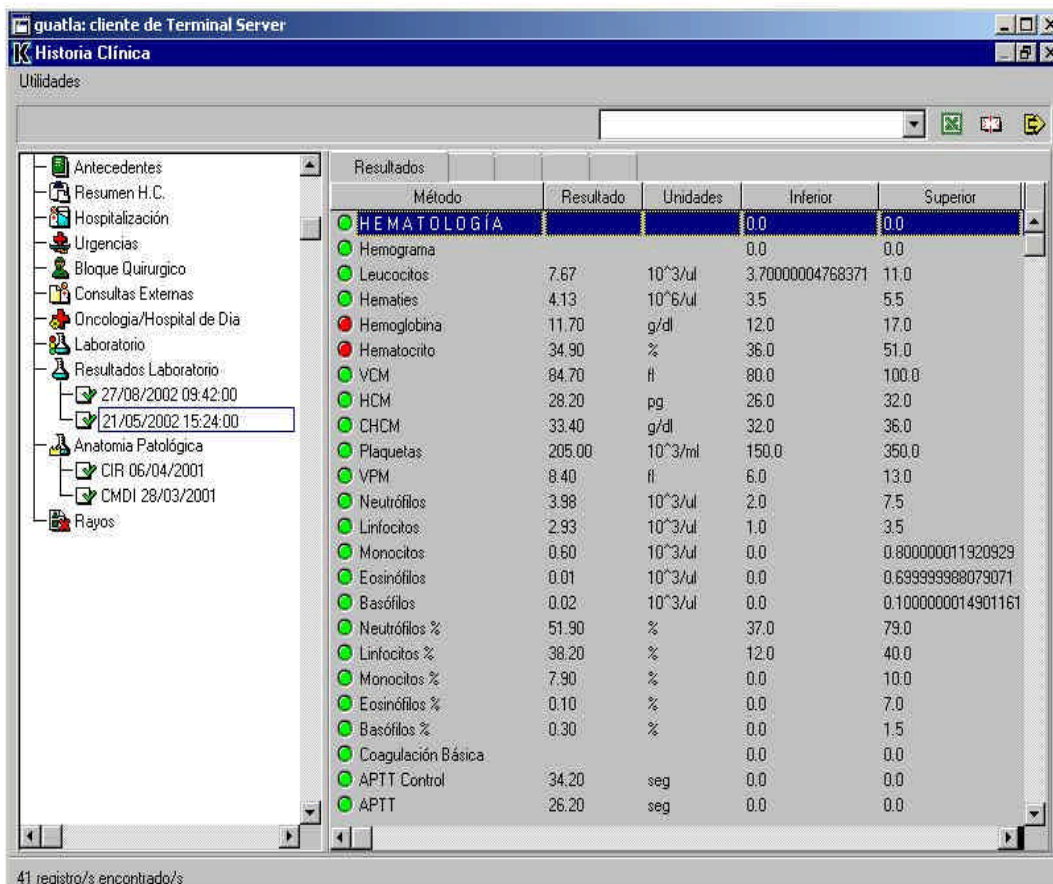 guatla: cliente de Terminal Server
Historia Clínica
Utilidades
Antecedentes
Resumen H.C.
Hospitalización
Urgencias
Bloque Quirurgico
Consultas Externas
Oncologia/Hospital de Dia
Laboratorio
Resultados Laboratorio
27/08/2002 09:42:00
21/05/2002 15:24:00
Anatomia Patológica
CIR 06/04/2001
CMDI 28/03/2001
Rayos
Resultados
Método Resultado Unidades Inferior Superior
HEMATOLOGÍA 0.0 0.0
Hemograma 0.0 0.0
Leucocitos 7.67 10^3/ul 3.70000004768371 11.0
Hematies 4.13 10^6/ul 3.5 5.5
Hemoglobina 11.70 g/dl 12.0 17.0
Hematocrito 34.90 % 36.0 51.0
VCM 84.70 fl 80.0 100.0
HCM 28.20 pg 26.0 32.0
CHCM 33.40 g/dl 32.0 36.0
Plaquetas 205.00 10^3/ml 150.0 350.0
VPM 8.40 fl 6.0 13.0
Neutrófilos 3.98 10^3/ul 2.0 7.5
Linfocitos 2.93 10^3/ul 1.0 3.5
Monocitos 0.60 10^3/ul 0.0 0.800000011920929
Eosinófilos 0.01 10^3/ul 0.0 0.699999988079071
Basófilos 0.02 10^3/ul 0.0 0.1000000014901161
Neutrófilos % 51.90 % 37.0 79.0
Linfocitos % 38.20 % 12.0 40.0
Monocitos % 7.90 % 0.0 10.0
Eosinófilos % 0.10 % 0.0 7.0
Basófilos % 0.30 % 0.0 1.5
Coagulación Básica 0.0 0.0
APTT Control 34.20 seg 0.0 0.0
APTT 26.20 seg 0.0 0.0
41 registro/s encontrado/s